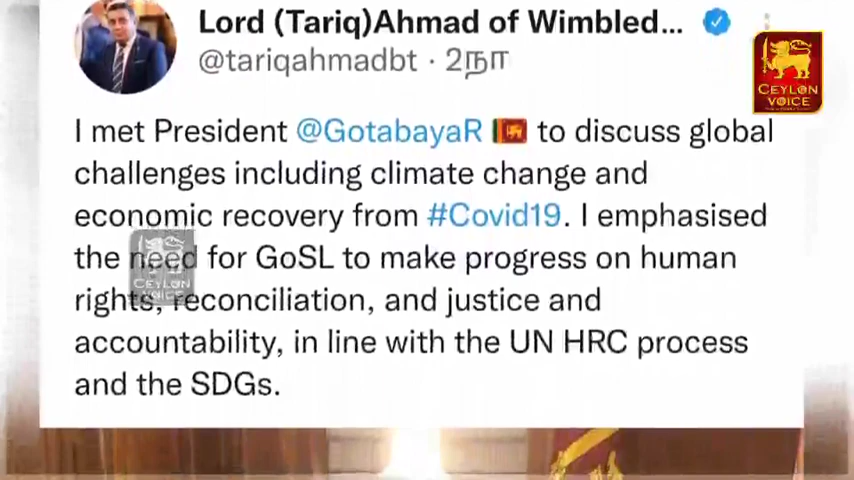 Lord (Tariq)Ahmad of Wimbled...
@tariqahmadbt · 2நா
CEYLON
VOICE
I met President @GotabayaR 🇱🇰 to discuss global
challenges including climate change and
economic recovery from #Covid19. I emphasised
the need for GoSL to make progress on human
rights, reconciliation, and justice and
accountability, in line with the UN HRC process
and the SDGs.
CEYLON
VOICE